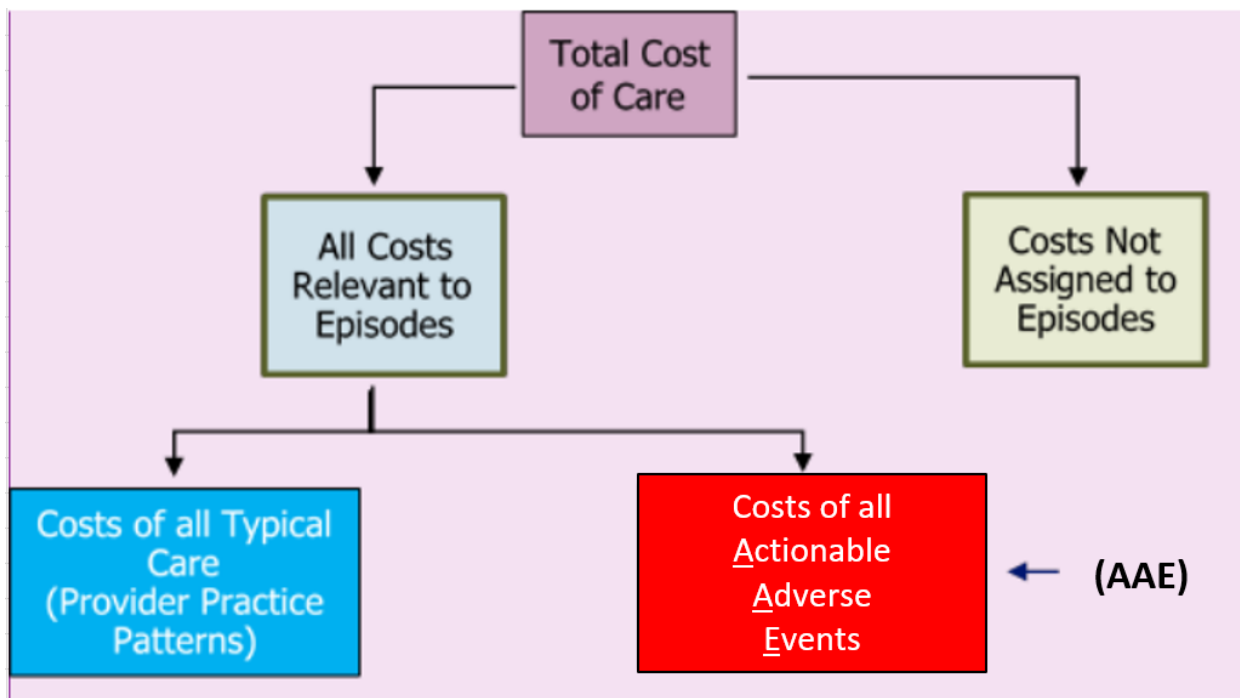 Total Cost
of Care
All Costs
Relevant to
Episodes
Costs Not
Assigned to
Episodes
Costs of all Typical
Care
(Provider Practice
Patterns)
Costs of all
Actionable
Adverse
Events
(AAE)